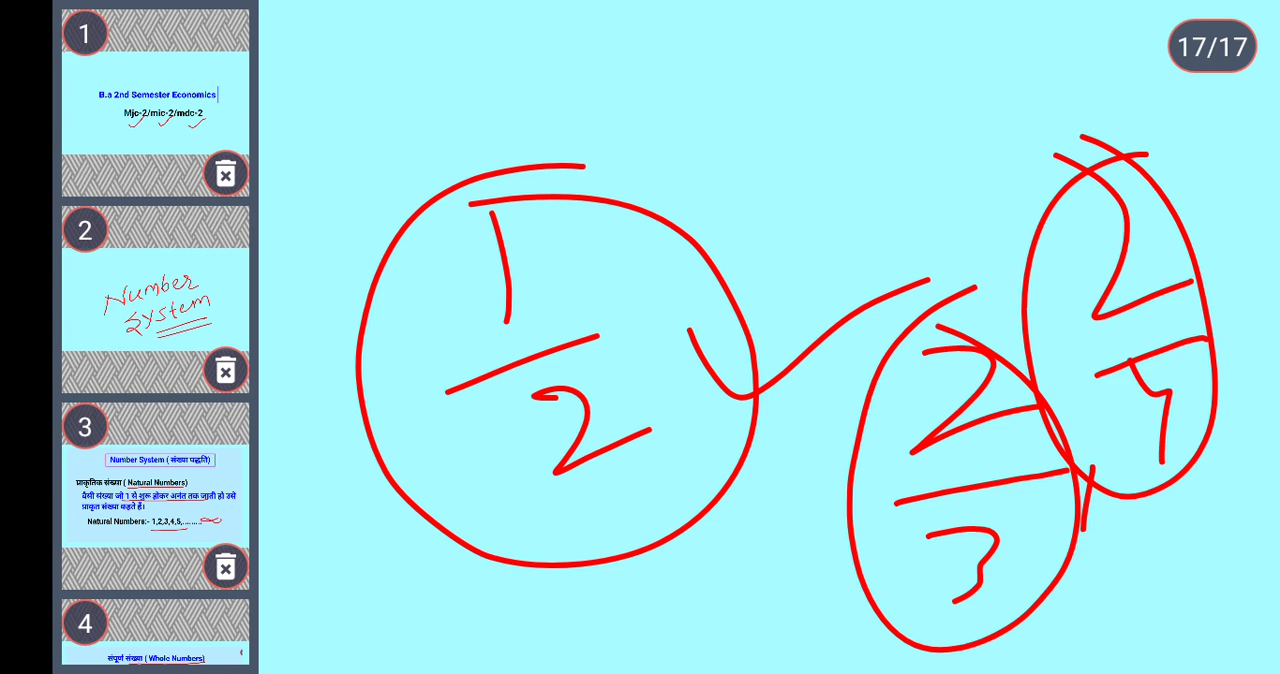 1
B.a 2nd Semester Economics
Mjc-2/mic-2/mdc-2
2
Number
System
3
Number System ( संख्या पद्धति)
प्राकृतिक संख्या ( Natural Numbers)
वैसी संख्या जो 1 से शुरू होकर अनंत तक जाती हो उसे
प्राकृत संख्या कहते हैं।
Natural Numbers:- 1,2,3,4,5,........
4
संपूर्ण संख्या ( Whole Numbers)
17/17
1
2
2
3
,
2